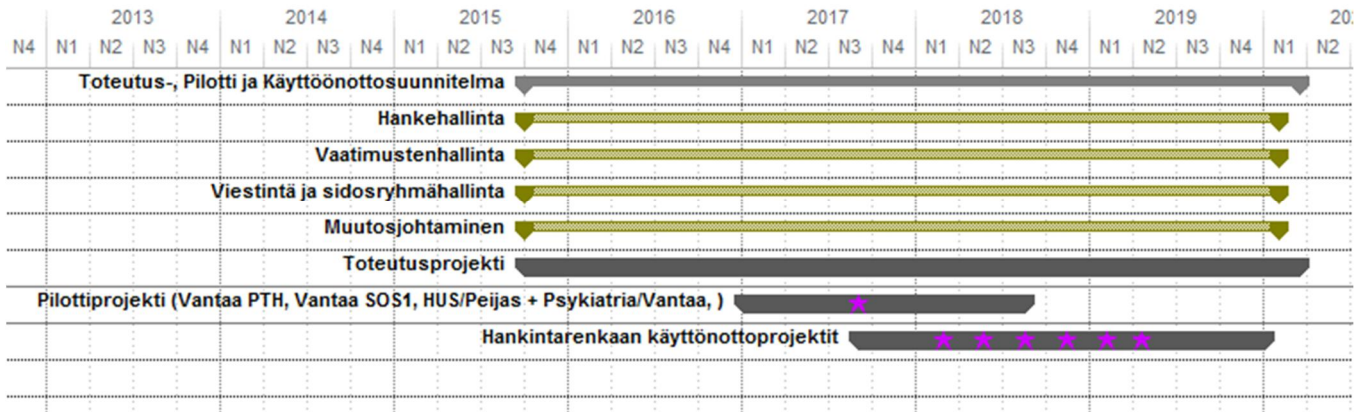 2013 2014 2015 2016 2017 2018 2019 20
N4 N1 N2 N3 N4 N1 N2 N3 N4 N1 N2 N3 N4 N1 N2 N3 N4 N1 N2 N3 N4 N1 N2 N3 N4 N1 N2 N3 N4 N1 N2
Toteutus-, Pilotti ja Käyttöönottosuunnitelma
Hankehallinta
Vaatimustenhallinta
Viestintä ja sidosryhmähallinta
Muutosjohtaminen
Toteutusprojekti
Pilottiprojekti (Vantaa PTH, Vantaa SOS1, HUS/Peijas + Psykiatria/Vantaa, )
Hankintarenkaan käyttönottoprojektit